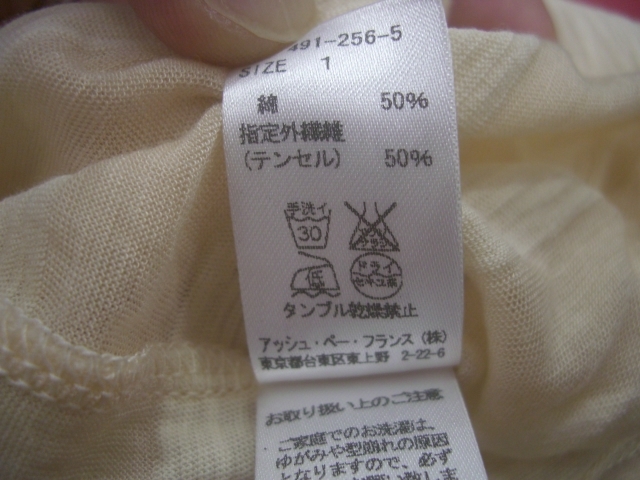 491-256-5
SIZE 1
綿 50%
指定外繊維
(テンセル) 50%
手洗イ
30
低
ドライ
セキユ系
タンブル乾燥禁止
アッシュ・ペー・フランス (株)
東京都台東区東上野 2-22-6
お取り扱い上のご注意
ご家庭でのお洗濯は、
ゆがみや型崩れの原因
となりますので、必ず